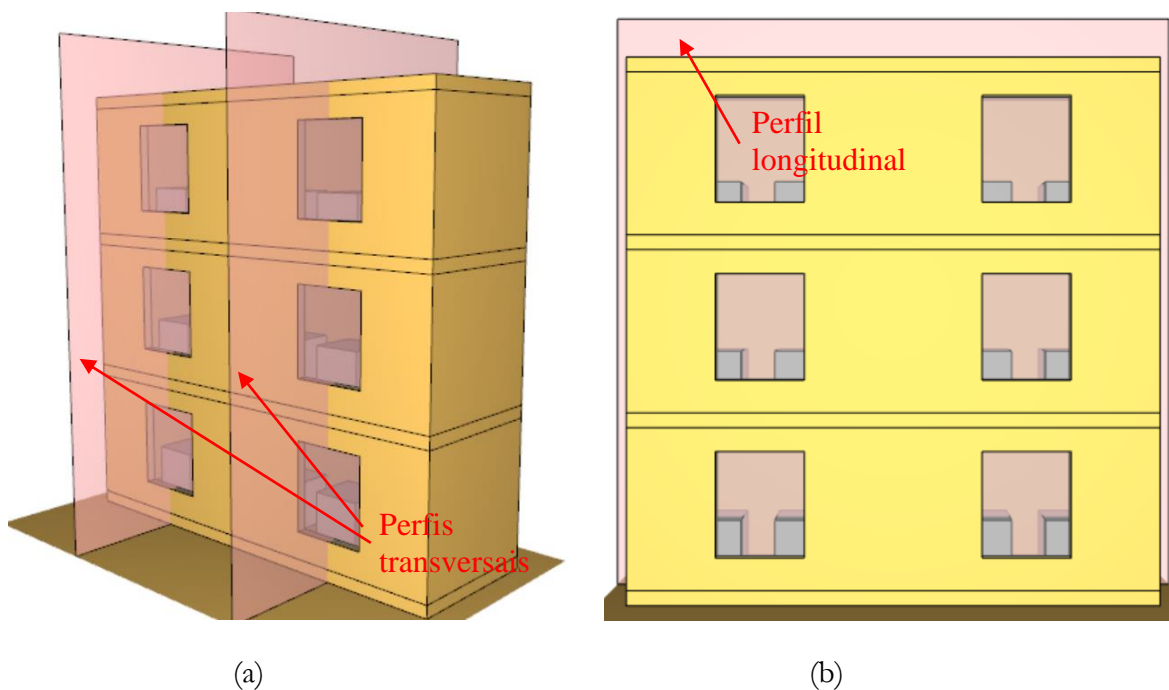 Perfis
transversais
Perfil
longitudinal
(a)
(b)